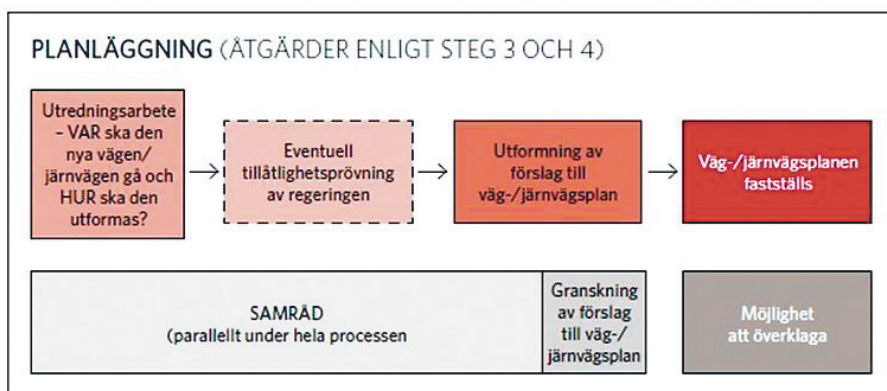 PLANLÄGGNING (ÅTGÄRDER ENLIGT STEG 3 OCH 4)
Utredningsarbete
– VAR ska den
nya vägen/
järnvägen gå och
HUR ska den
utformas?
Eventuell
tillåtlighetsprövning
av regeringen
Utformning av
förslag till
väg-/järnvägsplan
Väg-/järnvägsplanen
fastställs
SAMRÅD
(parallellt under hela processen
Granskning
av förslag
till väg-/
järnvägsplan
Möjlighet
att överklaga